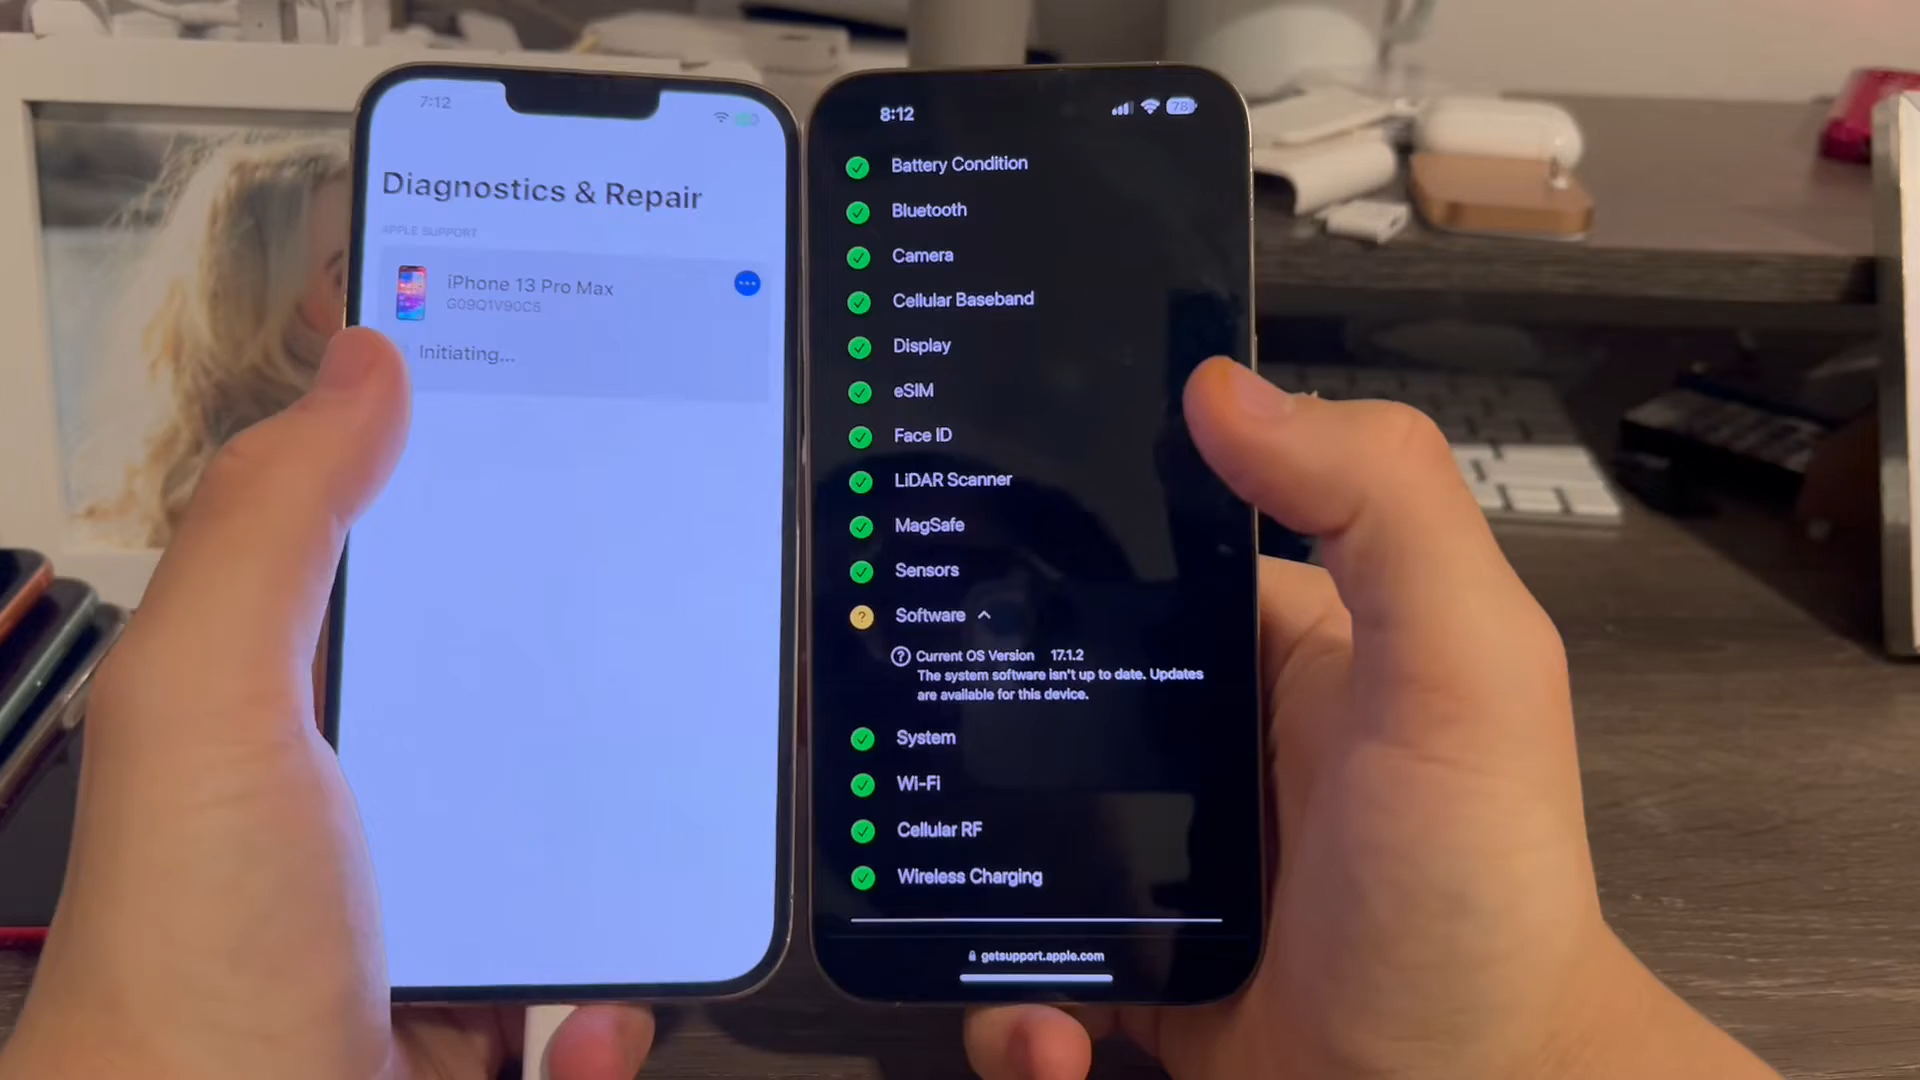 7:12
Diagnostics & Repair
APPLE SUPPORT
iPhone 13 Pro Max
G09Q1V90C5
Initiating...
8:12
78
Battery Condition
Bluetooth
Camera
Cellular Baseband
Display
eSIM
Face ID
LiDAR Scanner
MagSafe
Sensors
Software
Current OS Version 17.1.2
The system software isn't up to date. Updates
are available for this device.
System
Wi-Fi
Cellular RF
Wireless Charging
getsupport.apple.com